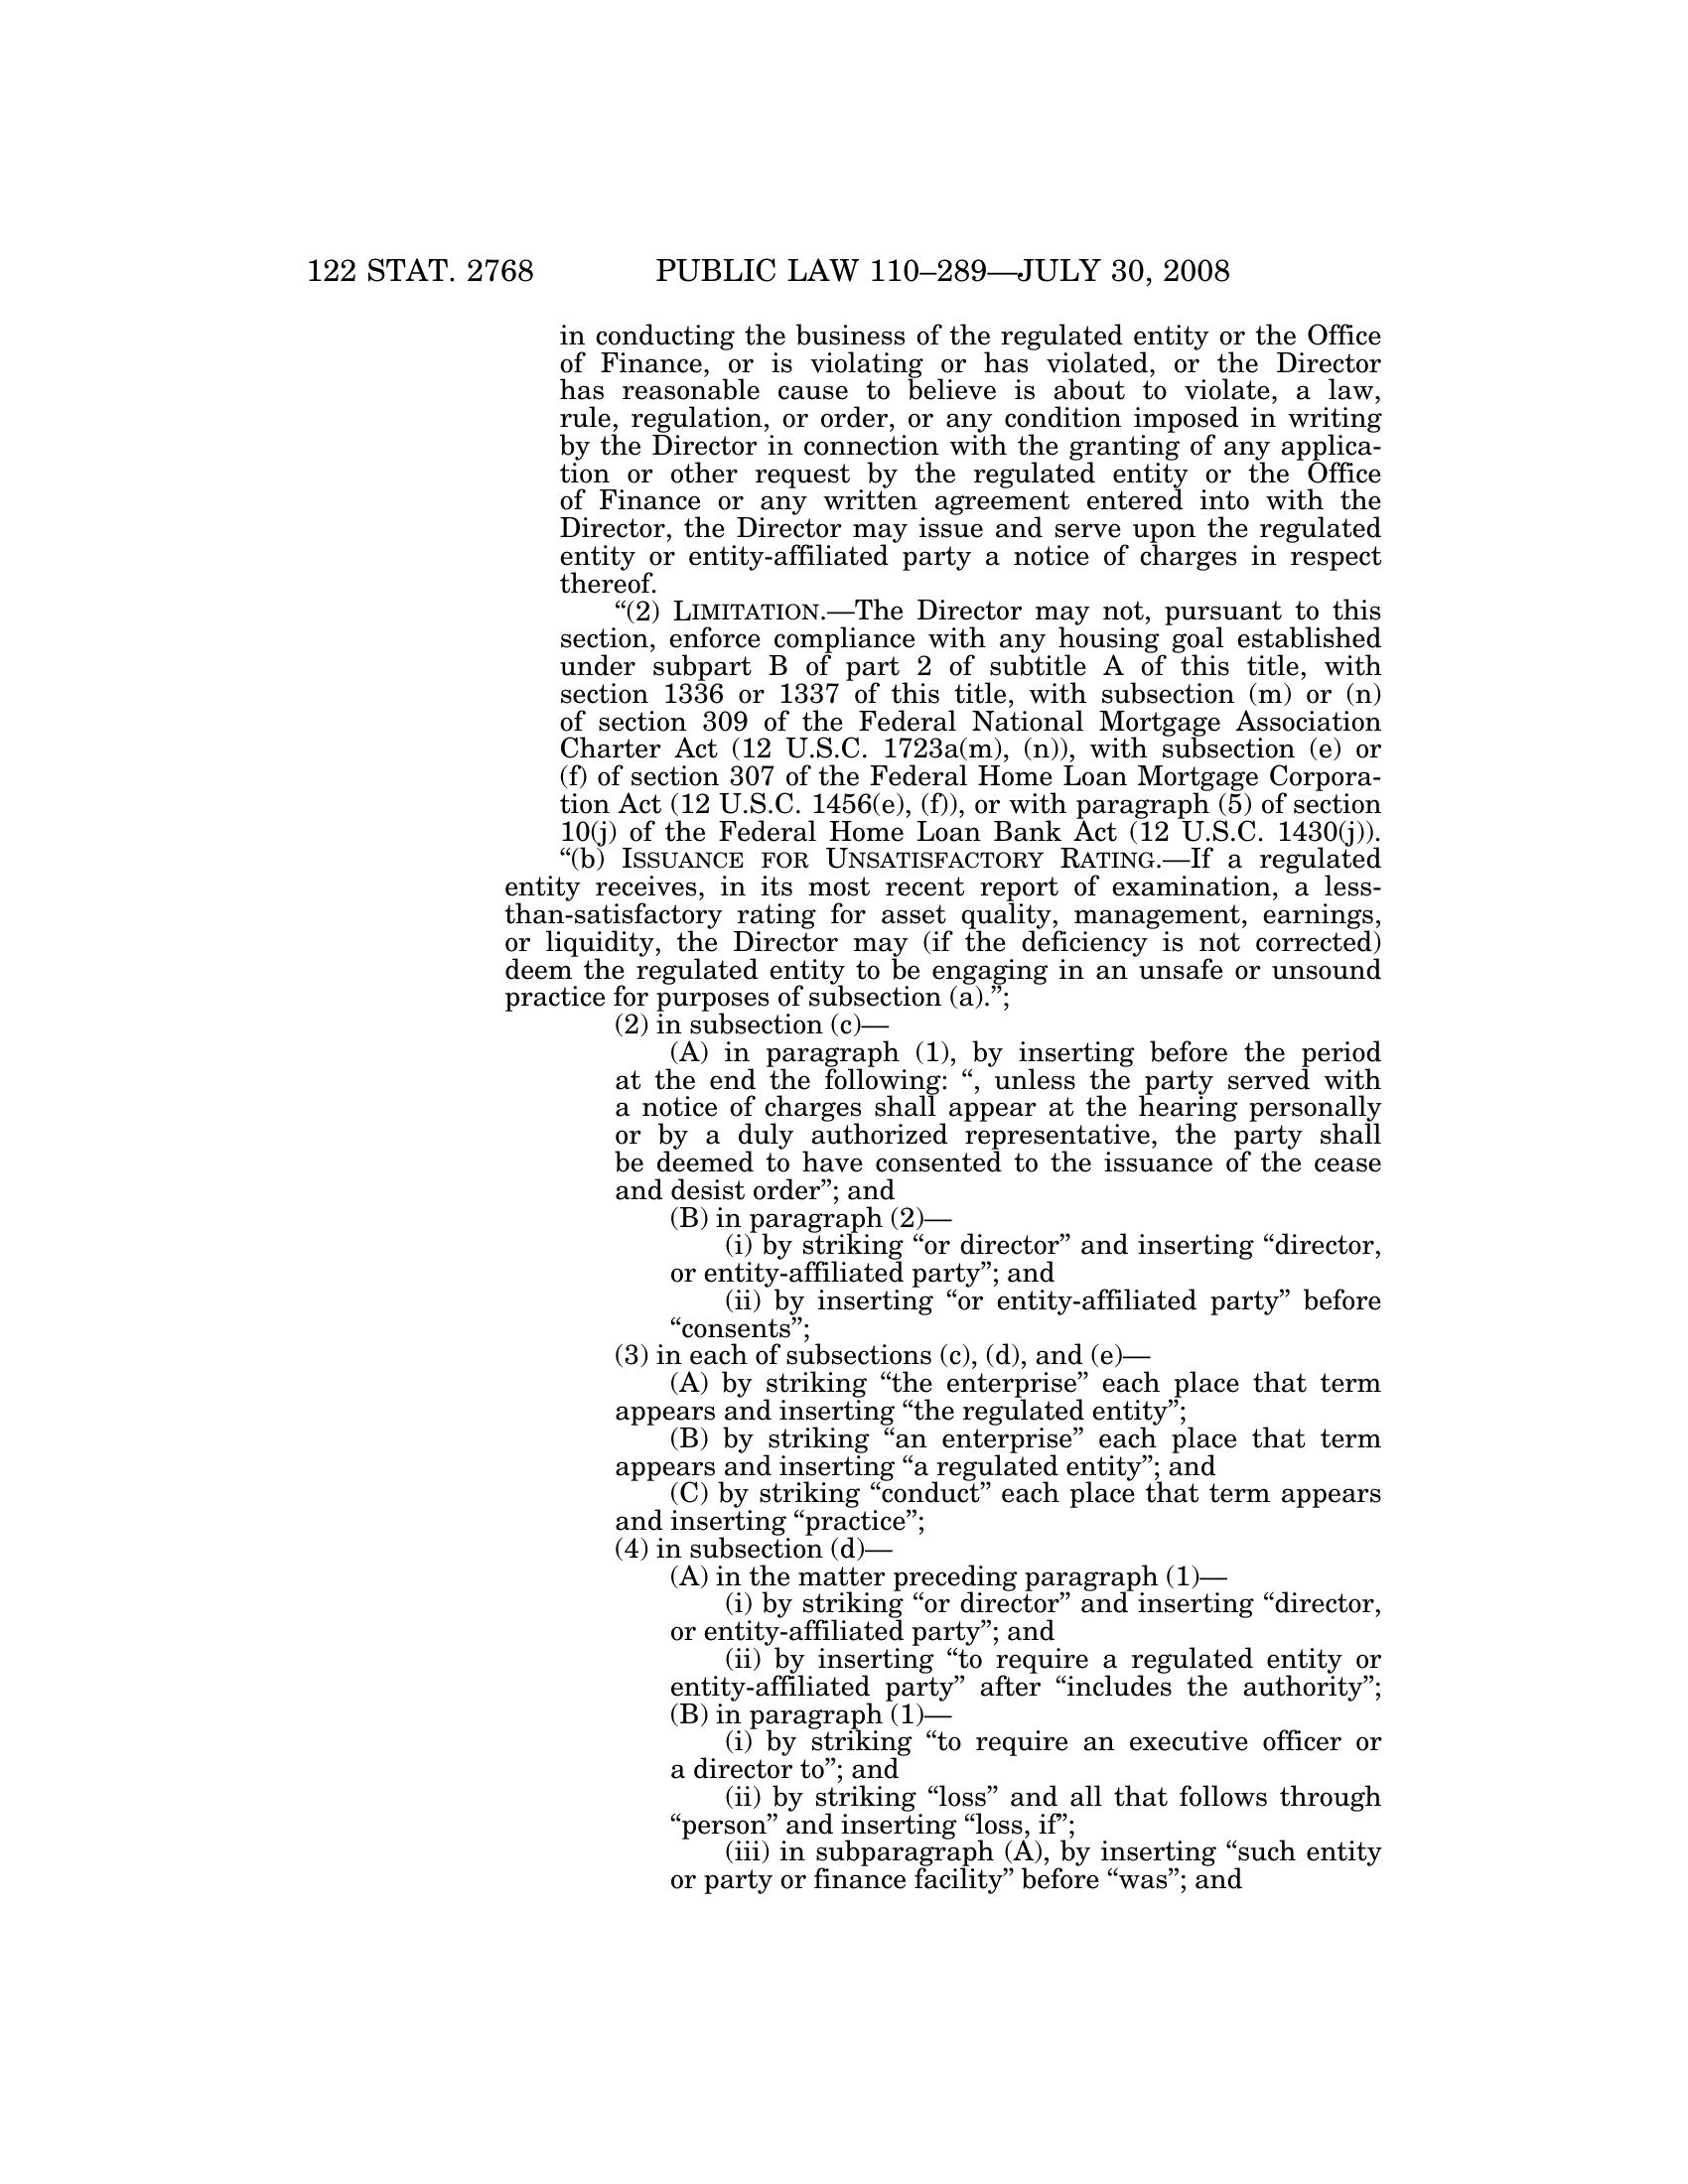 122 STAT. 2768 PUBLIC LAW 110–289—JULY 30, 2008
in conducting the business of the regulated entity or the Office
of Finance, or is violating or has violated, or the Director
has reasonable cause to believe is about to violate, a law,
rule, regulation, or order, or any condition imposed in writing
by the Director in connection with the granting of any applica-
tion or other request by the regulated entity or the Office
of Finance or any written agreement entered into with the
Director, the Director may issue and serve upon the regulated
entity or entity-affiliated party a notice of charges in respect
thereof.
“(2) LIMITATION.—The Director may not, pursuant to this
section, enforce compliance with any housing goal established
under subpart B of part 2 of subtitle A of this title, with
section 1336 or 1337 of this title, with subsection (m) or (n)
of section 309 of the Federal National Mortgage Association
Charter Act (12 U.S.C. 1723a(m), (n)), with subsection (e) or
(f) of section 307 of the Federal Home Loan Mortgage Corpora-
tion Act (12 U.S.C. 1456(e), (f)), or with paragraph (5) of section
10(j) of the Federal Home Loan Bank Act (12 U.S.C. 1430(j)).
“(b) ISSUANCE FOR UNSATISFACTORY RATING.—If a regulated
entity receives, in its most recent report of examination, a less-
than-satisfactory rating for asset quality, management, earnings,
or liquidity, the Director may (if the deficiency is not corrected)
deem the regulated entity to be engaging in an unsafe or unsound
practice for purposes of subsection (a).”;
(2) in subsection (c)—
(A) in paragraph (1), by inserting before the period
at the end the following: “, unless the party served with
a notice of charges shall appear at the hearing personally
or by a duly authorized representative, the party shall
be deemed to have consented to the issuance of the cease
and desist order”; and
(B) in paragraph (2)—
(i) by striking “or director” and inserting “director,
or entity-affiliated party”; and
(ii) by inserting “or entity-affiliated party” before
“consents”;
(3) in each of subsections (c), (d), and (e)—
(A) by striking “the enterprise” each place that term
appears and inserting “the regulated entity”;
(B) by striking “an enterprise” each place that term
appears and inserting “a regulated entity”; and
(C) by striking “conduct” each place that term appears
and inserting “practice”;
(4) in subsection (d)—
(A) in the matter preceding paragraph (1)—
(i) by striking “or director” and inserting “director,
or entity-affiliated party”; and
(ii) by inserting “to require a regulated entity or
entity-affiliated party” after “includes the authority”;
(B) in paragraph (1)—
(i) by striking “to require an executive officer or
a director to”; and
(ii) by striking “loss” and all that follows through
“person” and inserting “loss, if”;
(iii) in subparagraph (A), by inserting “such entity
or party or finance facility” before “was”; and